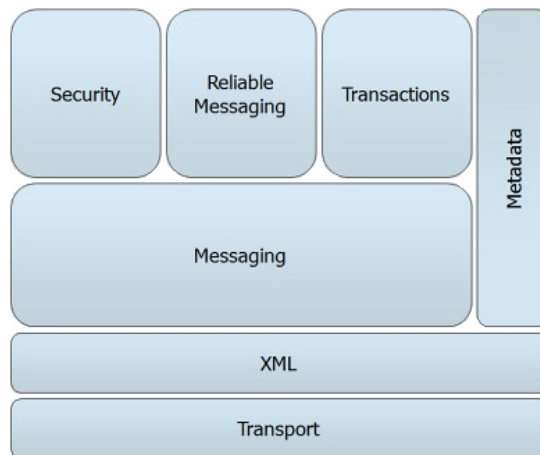 Security
Reliable
Messaging
Transactions
Metadata
Messaging
XML
Transport